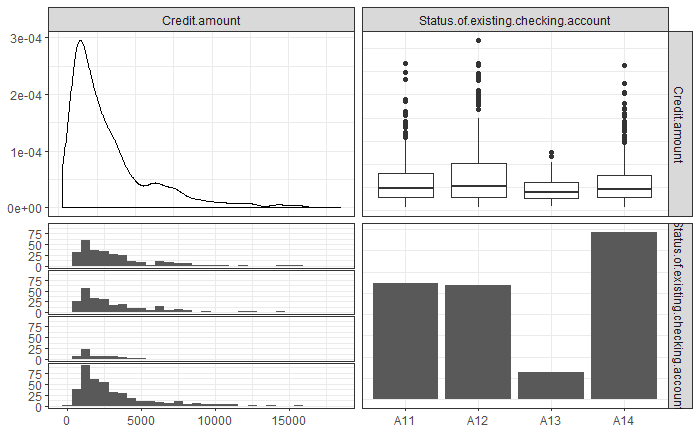 Credit.amount
Status.of.existing.checking.account
3e-04
2e-04
1e-04
0e+00
Credit.amount
75
50
25
0
75
50
25
0
75
50
25
0
75
50
25
0
Status.of.existing.checking.account
0
5000
10000
15000
A11
A12
A13
A14